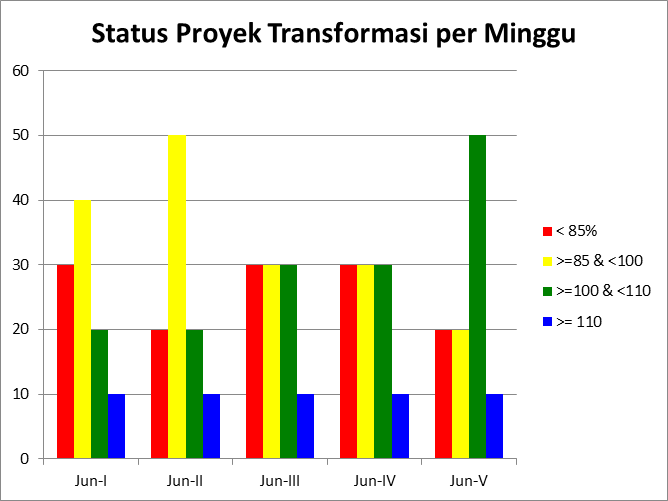 Status Proyek Transformasi per Minggu
60
50
40
30
20
10
0
Jun-I
Jun-II
Jun-III
Jun-IV
Jun-V
< 85%
>=85 & <100
>=100 & <110
>= 110